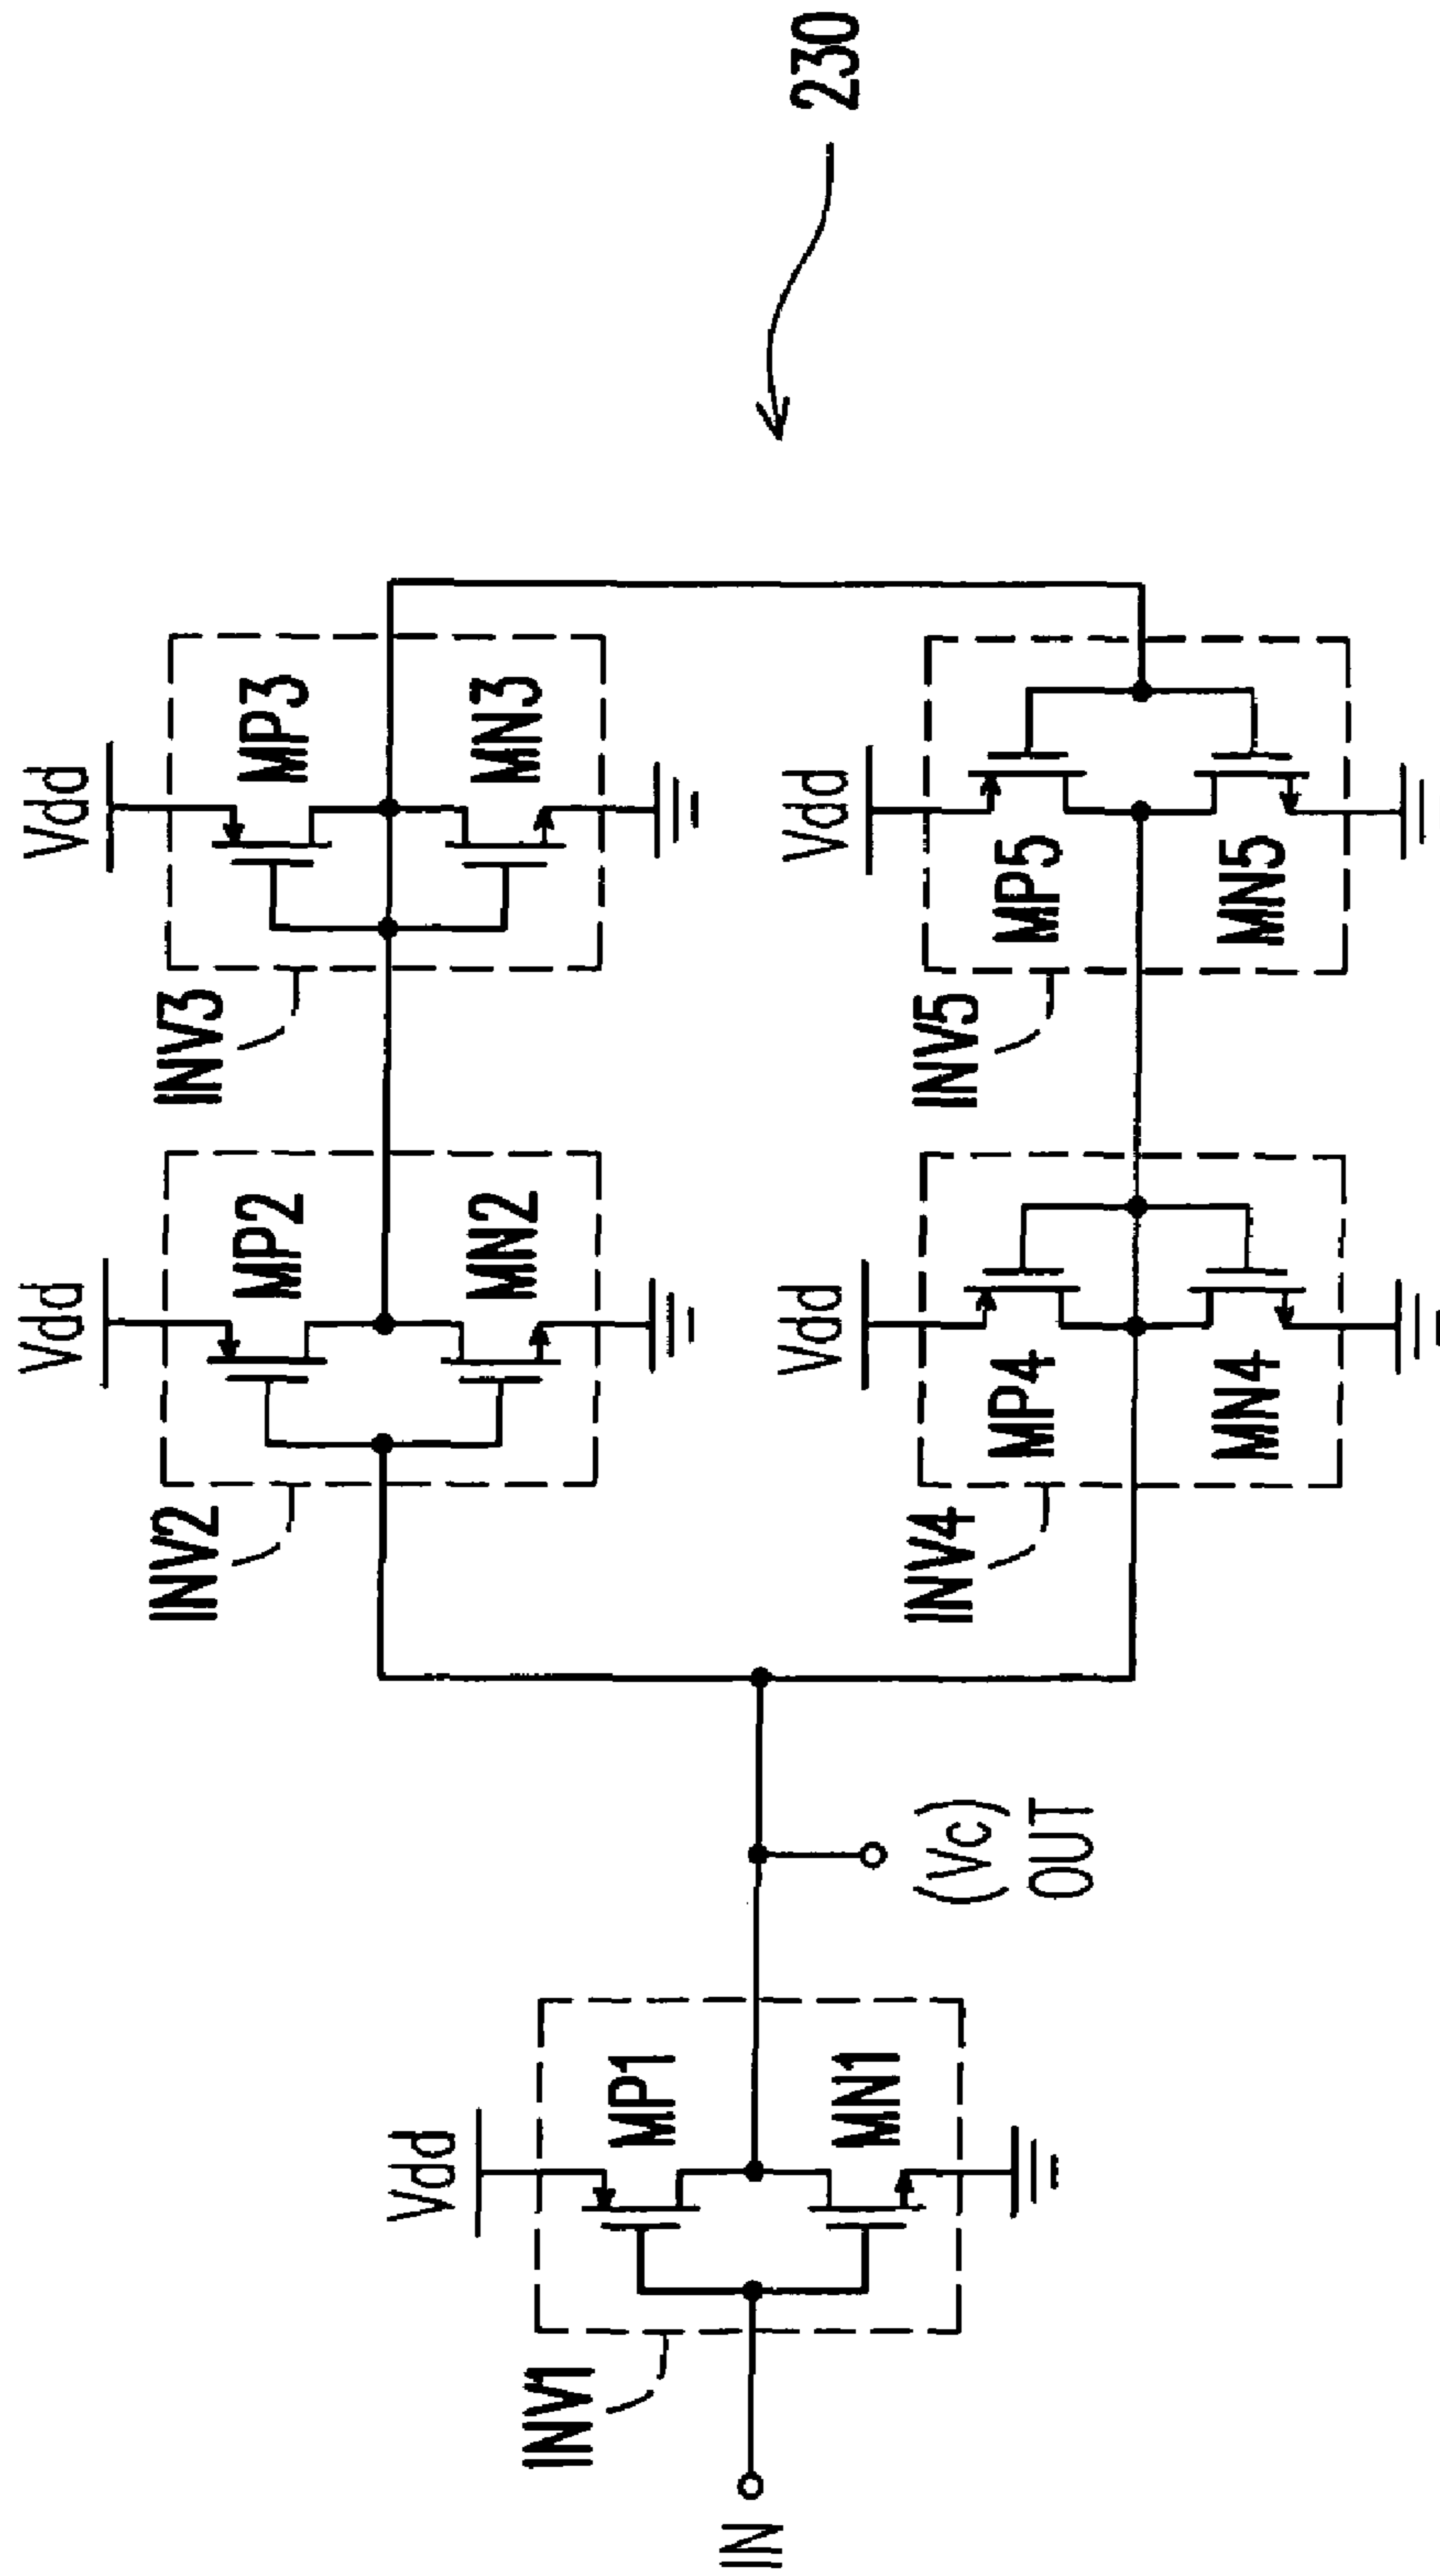 230
Vdd
Vdd
INV2
MP2
MN2
INV3
MP3
MN3
Vdd
INV1
MP1
MN1
IN
(Vc)
OUT
Vdd
Vdd
INV4
MP4
MN4
INV5
MP5
MN5